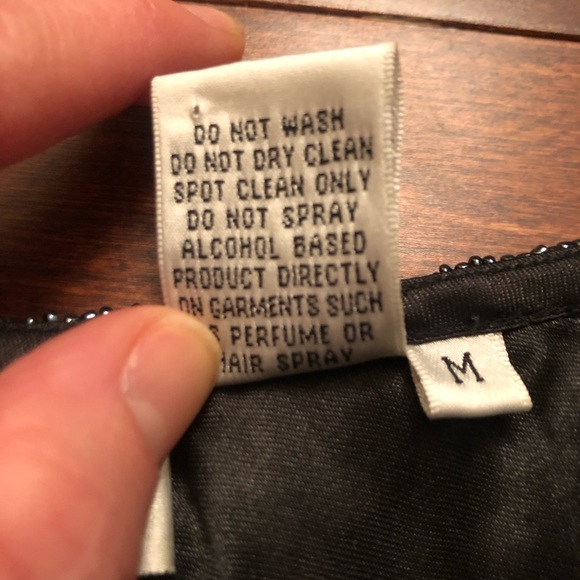 DO NOT WASH
DO NOT DRY CLEAN
SPOT CLEAN ONLY
DO NOT SPRAY
ALCOHOL BASED
PRODUCT DIRECTLY
ON GARMENTS SUCH
S PERFUME OR
HAIR SPRAY
M